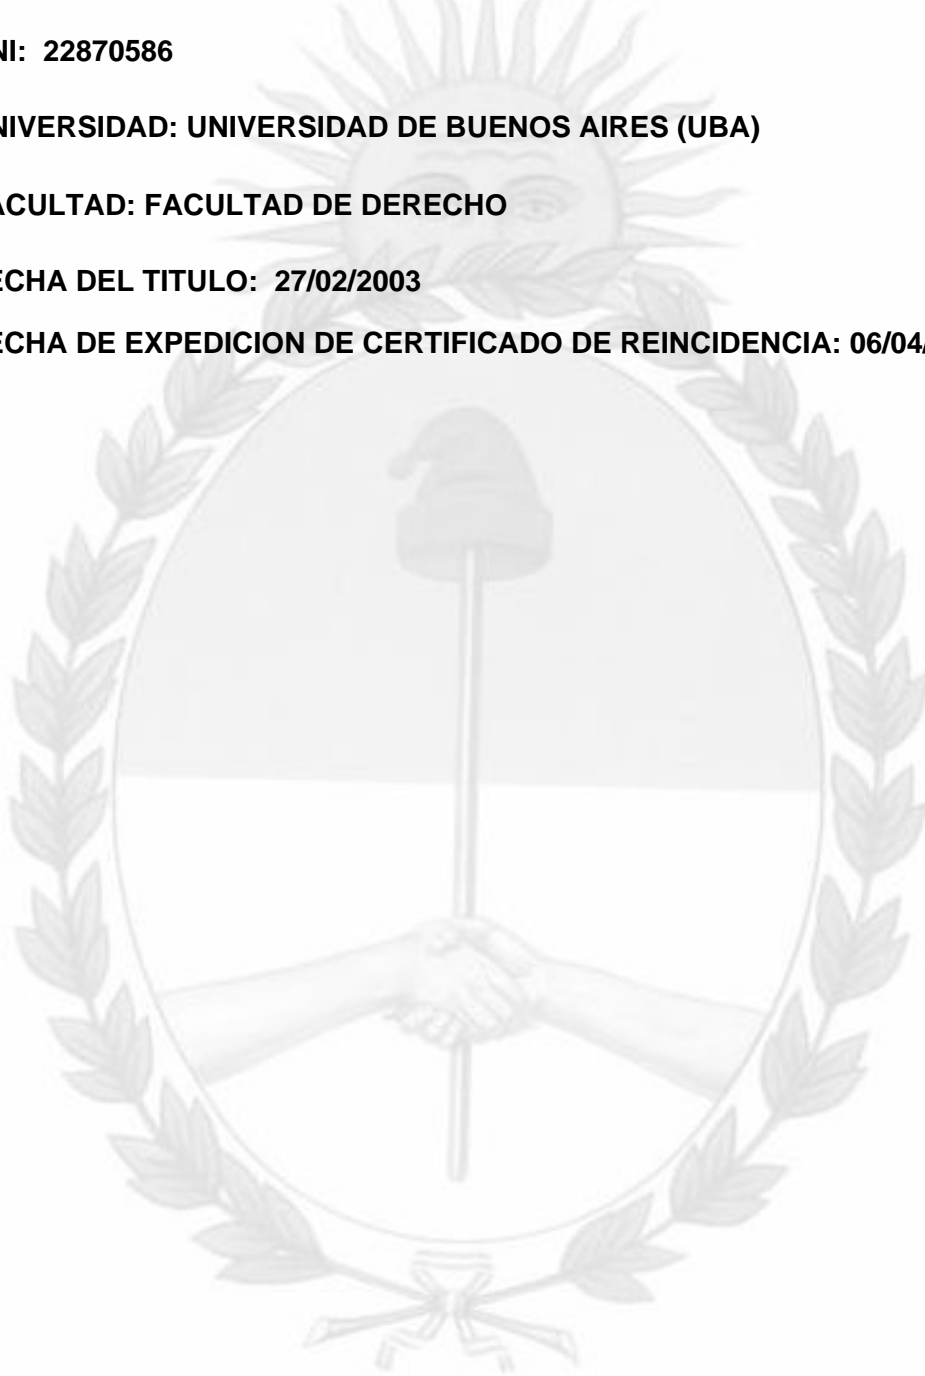 NI: 22870586
NIVERSIDAD: UNIVERSIDAD DE BUENOS AIRES (UBA)
ACULTAD: FACULTAD DE DERECHO
ECHA DEL TITULO: 27/02/2003
ECHA DE EXPEDICION DE CERTIFICADO DE REINCIDENCIA: 06/04/